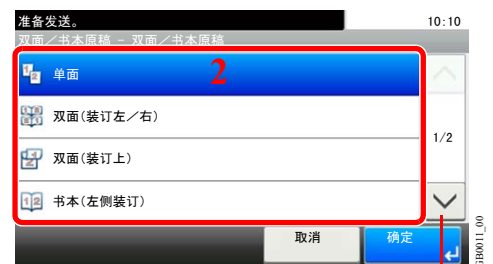 准备发送。 10:10
双面／书本原稿 - 双面／书本原稿
单面 2
双面(装订左／右)
1/2
双面(装订上)
书本(左侧装订)
取消 确定
GB0011_00